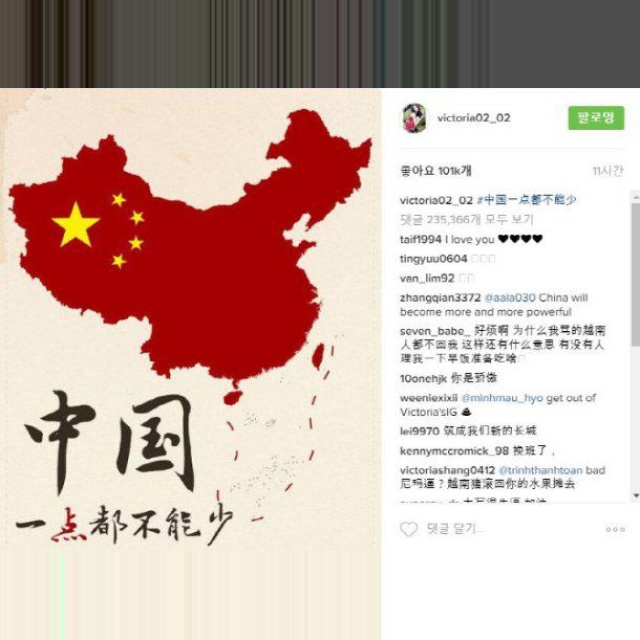 中国
一点都不能少
victoria02_02
팔로잉
좋아요 101k개
11시간
victoria02_02 #中国一点都不能少
댓글 235,366개 모두 보기
taif1994 I love you ♥♥♥♥
tingyuu0604
van_lim92
zhangqian3372 @aala030 China will
become more and more powerful
seven_babe_ 好烦啊 为什么我骂的越南
人都不回我 这样还有什么意思 有没有人
理我一下早饭准备吃啥
10onehjk 你是骄傲
weeniexixii @minhmau_hyo get out of
Victoria'sIG
lei9970 筑成我们新的长城
kennymccromick_98 换班了，
victoriashang0412 @trinhthanhtoan bad
尼吗逼？越南猪滚回你的水果摊去
댓글 달기...